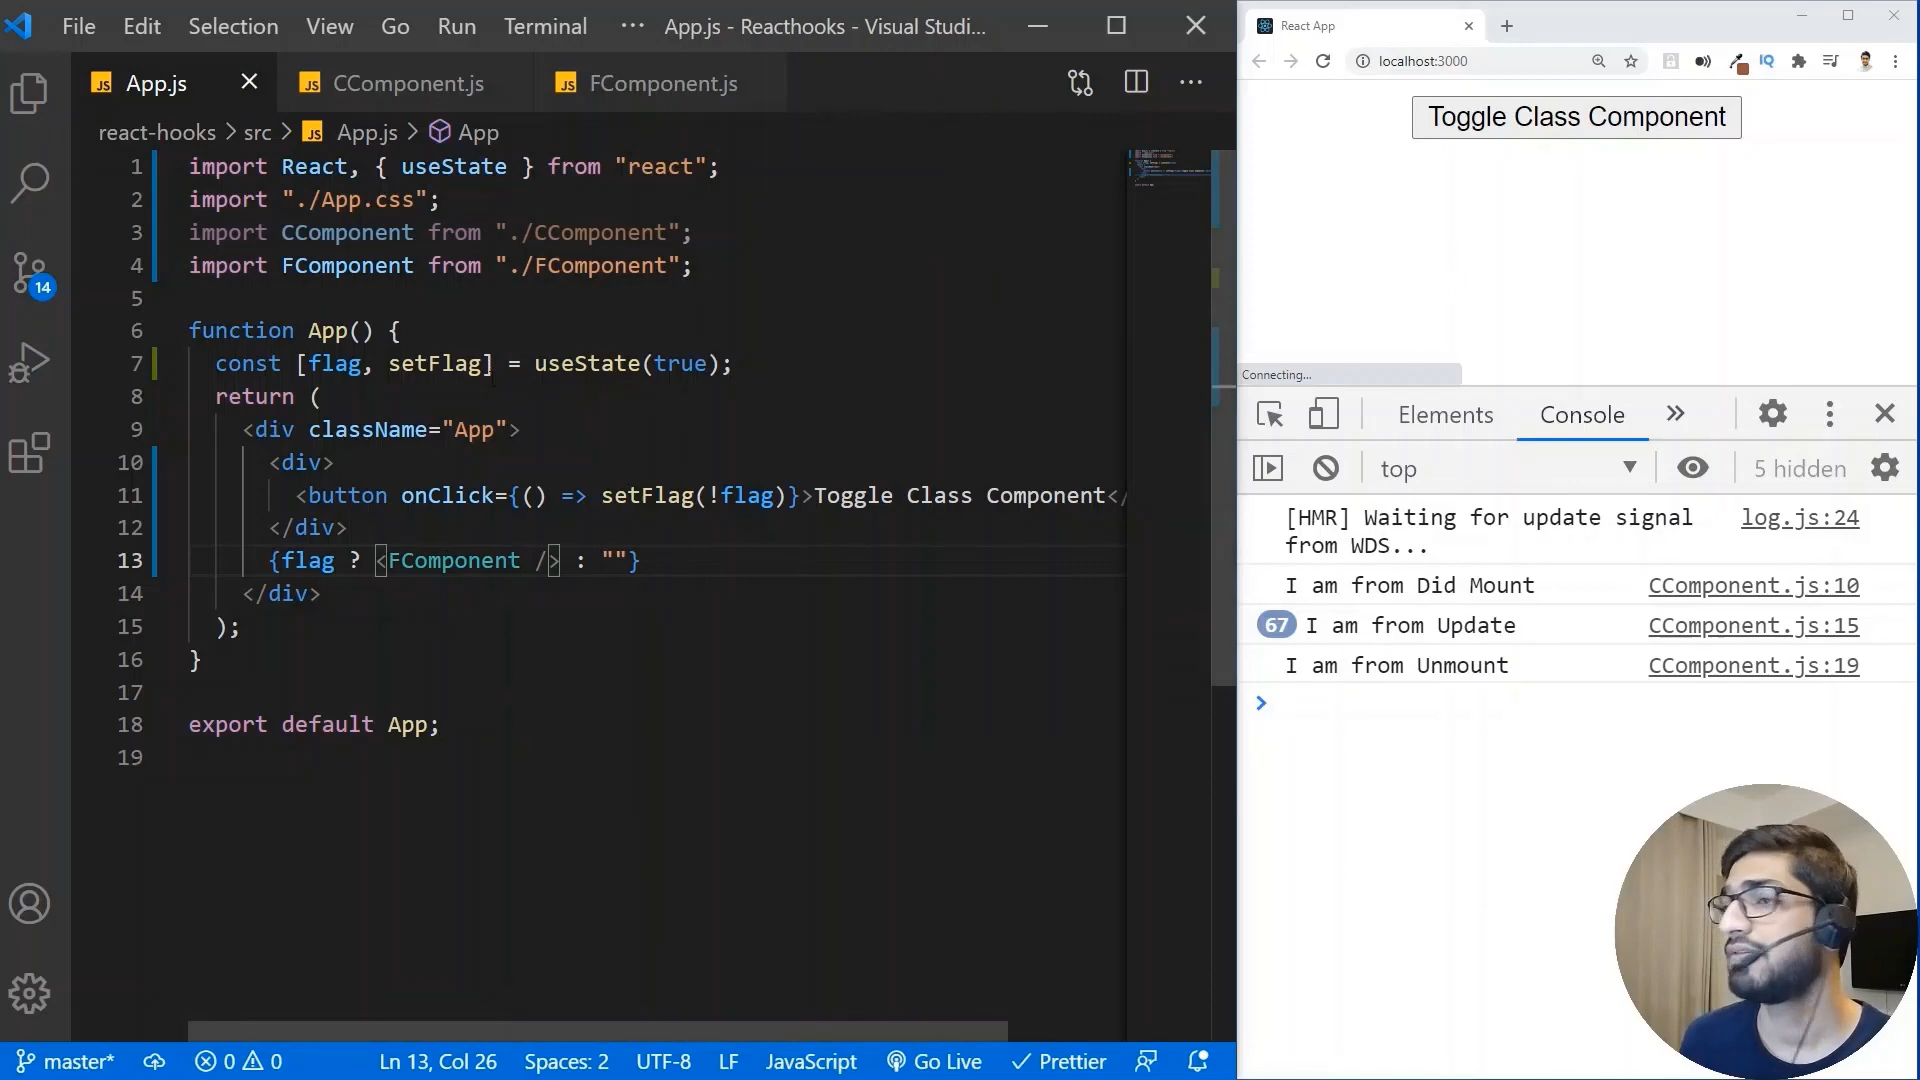 File Edit Selection View Go Run Terminal ··· App.js - Reacthooks - Visual Studi...
JS App.js JS CComponent.js JS FComponent.js
react-hooks > src > JS App.js > App
1 import React, { useState } from "react";
2 import "./App.css";
3 import CComponent from "./CComponent";
4 import FComponent from "./FComponent";
5
6 function App() {
7 const [flag, setFlag] = useState(true);
8 return (
9 <div className="App">
10 <div>
11 <button onClick={() => setFlag(!flag)}>Toggle Class Component</
12 </div>
13 {flag ? <FComponent /> : ""}
14 </div>
15 );
16 }
17
18 export default App;
19
14
master* 0 0 Ln 13, Col 26 Spaces: 2 UTF-8 LF JavaScript Go Live Prettier
React App
localhost:3000
IQ
Toggle Class Component
Connecting...
Elements Console
top 5 hidden
[HMR] Waiting for update signal log.js:24
from WDS...
I am from Did Mount CComponent.js:10
67 I am from Update CComponent.js:15
I am from Unmount CComponent.js:19